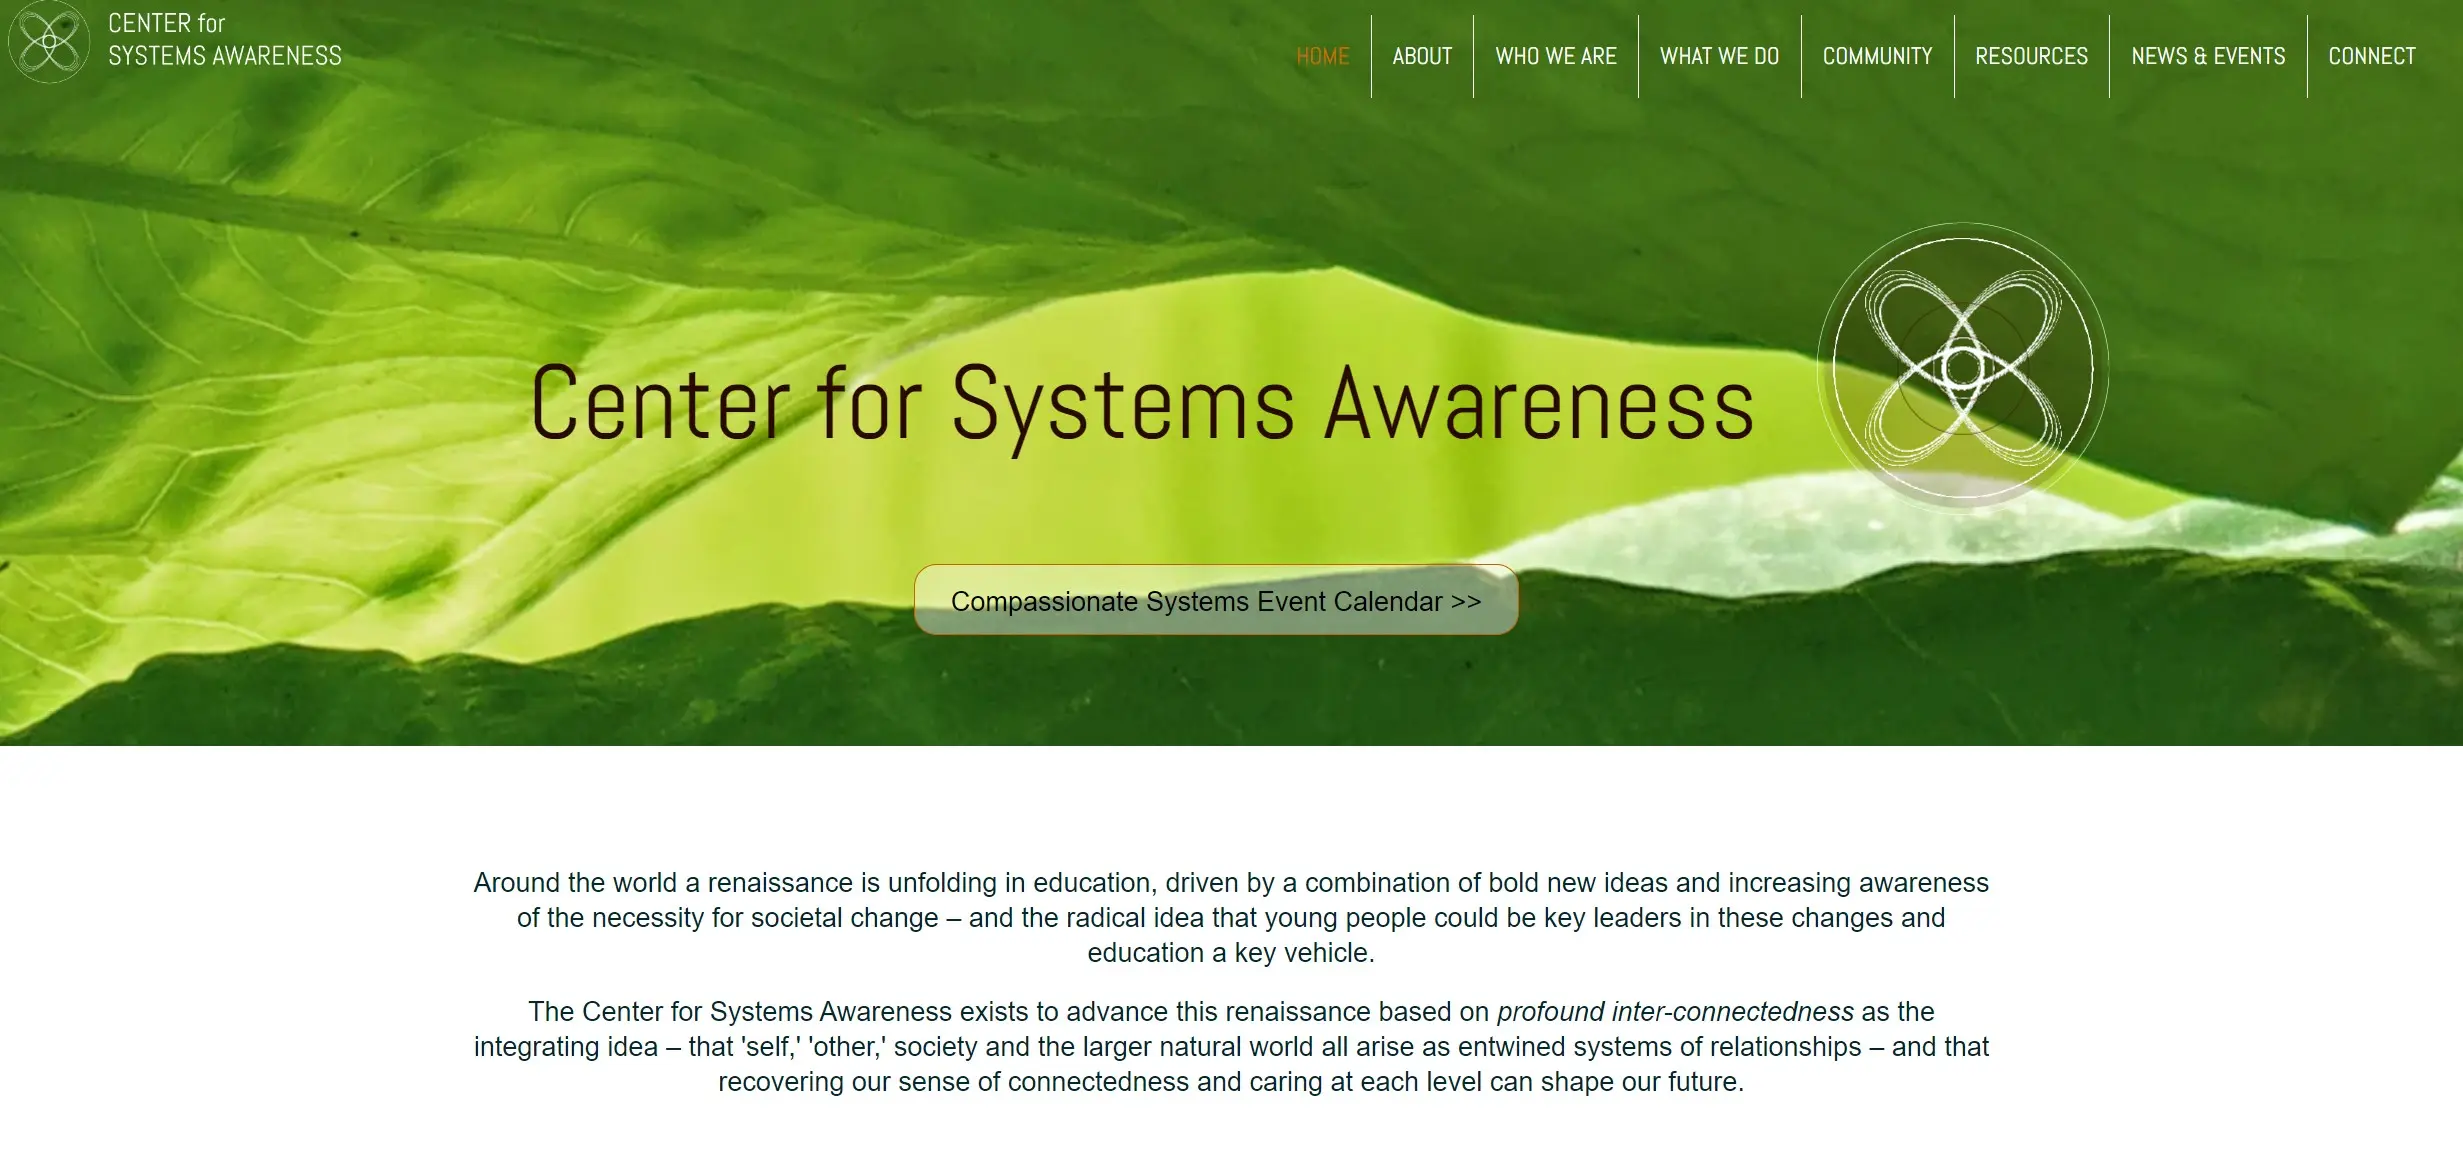 CENTER for
SYSTEMS AWARENESS
HOME
ABOUT
WHO WE ARE
WHAT WE DO
COMMUNITY
RESOURCES
NEWS & EVENTS
CONNECT
Center for Systems Awareness
Compassionate Systems Event Calendar >>
Around the world a renaissance is unfolding in education, driven by a combination of bold new ideas and increasing awareness
of the necessity for societal change – and the radical idea that young people could be key leaders in these changes and
education a key vehicle.
The Center for Systems Awareness exists to advance this renaissance based on profound inter-connectedness as the
integrating idea – that 'self,' 'other,' society and the larger natural world all arise as entwined systems of relationships – and that
recovering our sense of connectedness and caring at each level can shape our future.